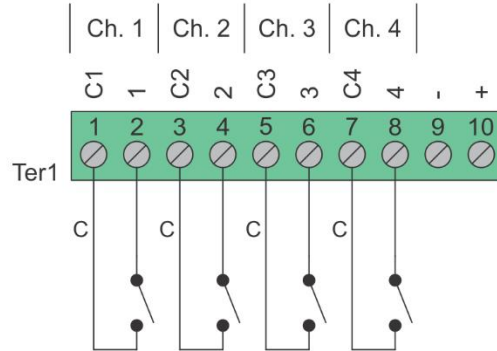 Ch. 1 Ch. 2 Ch. 3 Ch. 4
C1 1 C2 2 C3 3 C4 4 - +
1 2 3 4 5 6 7 8 9 10
Ter1
C C C C